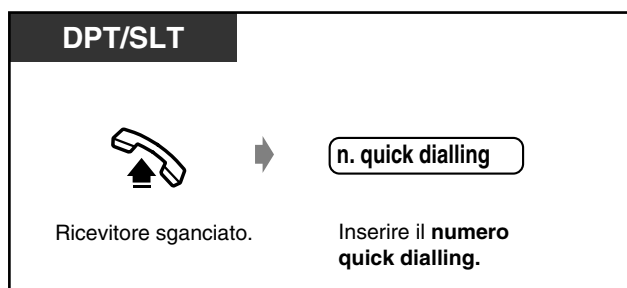 DPT/SLT
n. quick dialling
Ricevitore sganciato.
Inserire il numero
quick dialling.